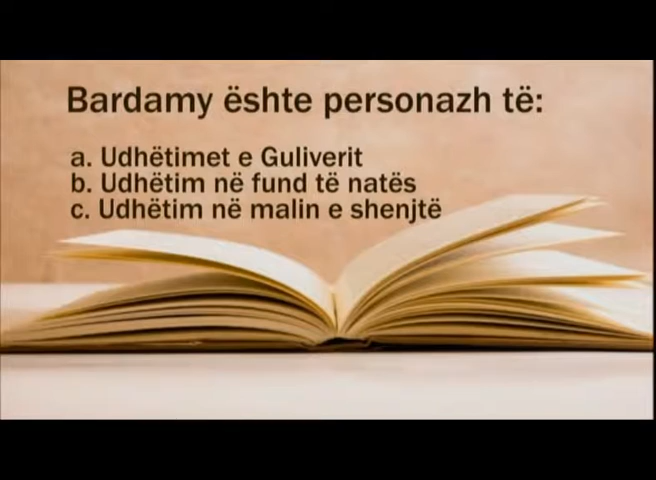 Bardamy ështe personazh të:
a. Udhëtimet e Guliverit
b. Udhëtim në fund të natës
c. Udhëtim në malin e shenjtë